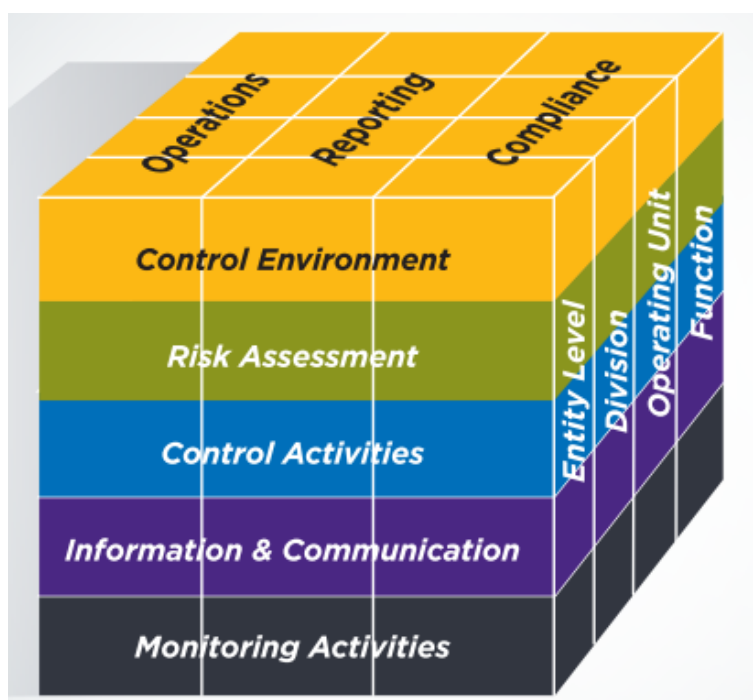 Operations
Reporting
Compliance
Control Environment
Risk Assessment
Control Activities
Information & Communication
Monitoring Activities
Entity Level
Division
Operating Unit
Function